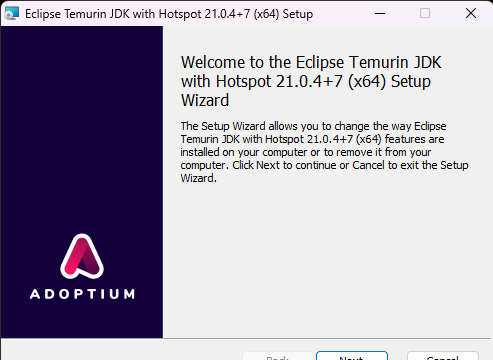 Eclipse Temurin JDK with Hotspot 21.0.4+7 (x64) Setup
Welcome to the Eclipse Temurin JDK
with Hotspot 21.0.4+7 (x64) Setup
Wizard
The Setup Wizard allows you to change the way Eclipse
Temurin JDK with Hotspot 21.0.4+7 (x64) features are
installed on your computer or to remove it from your
computer. Click Next to continue or Cancel to exit the Setup
Wizard.
ADOPTIUM
Back
Next
Cancel